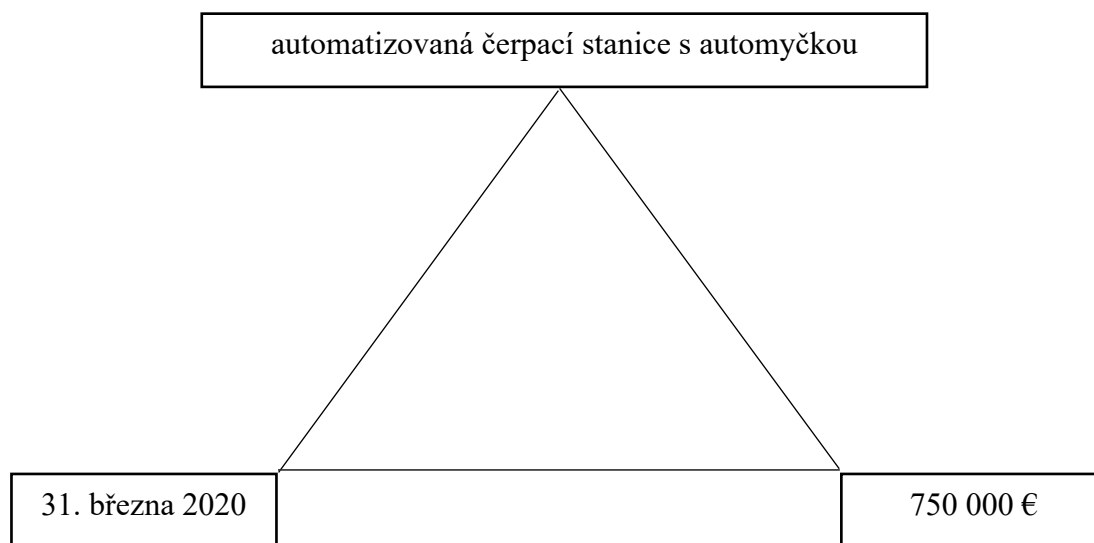 automatizovaná čerpací stanice s automyčkou
31. března 2020
750 000 €